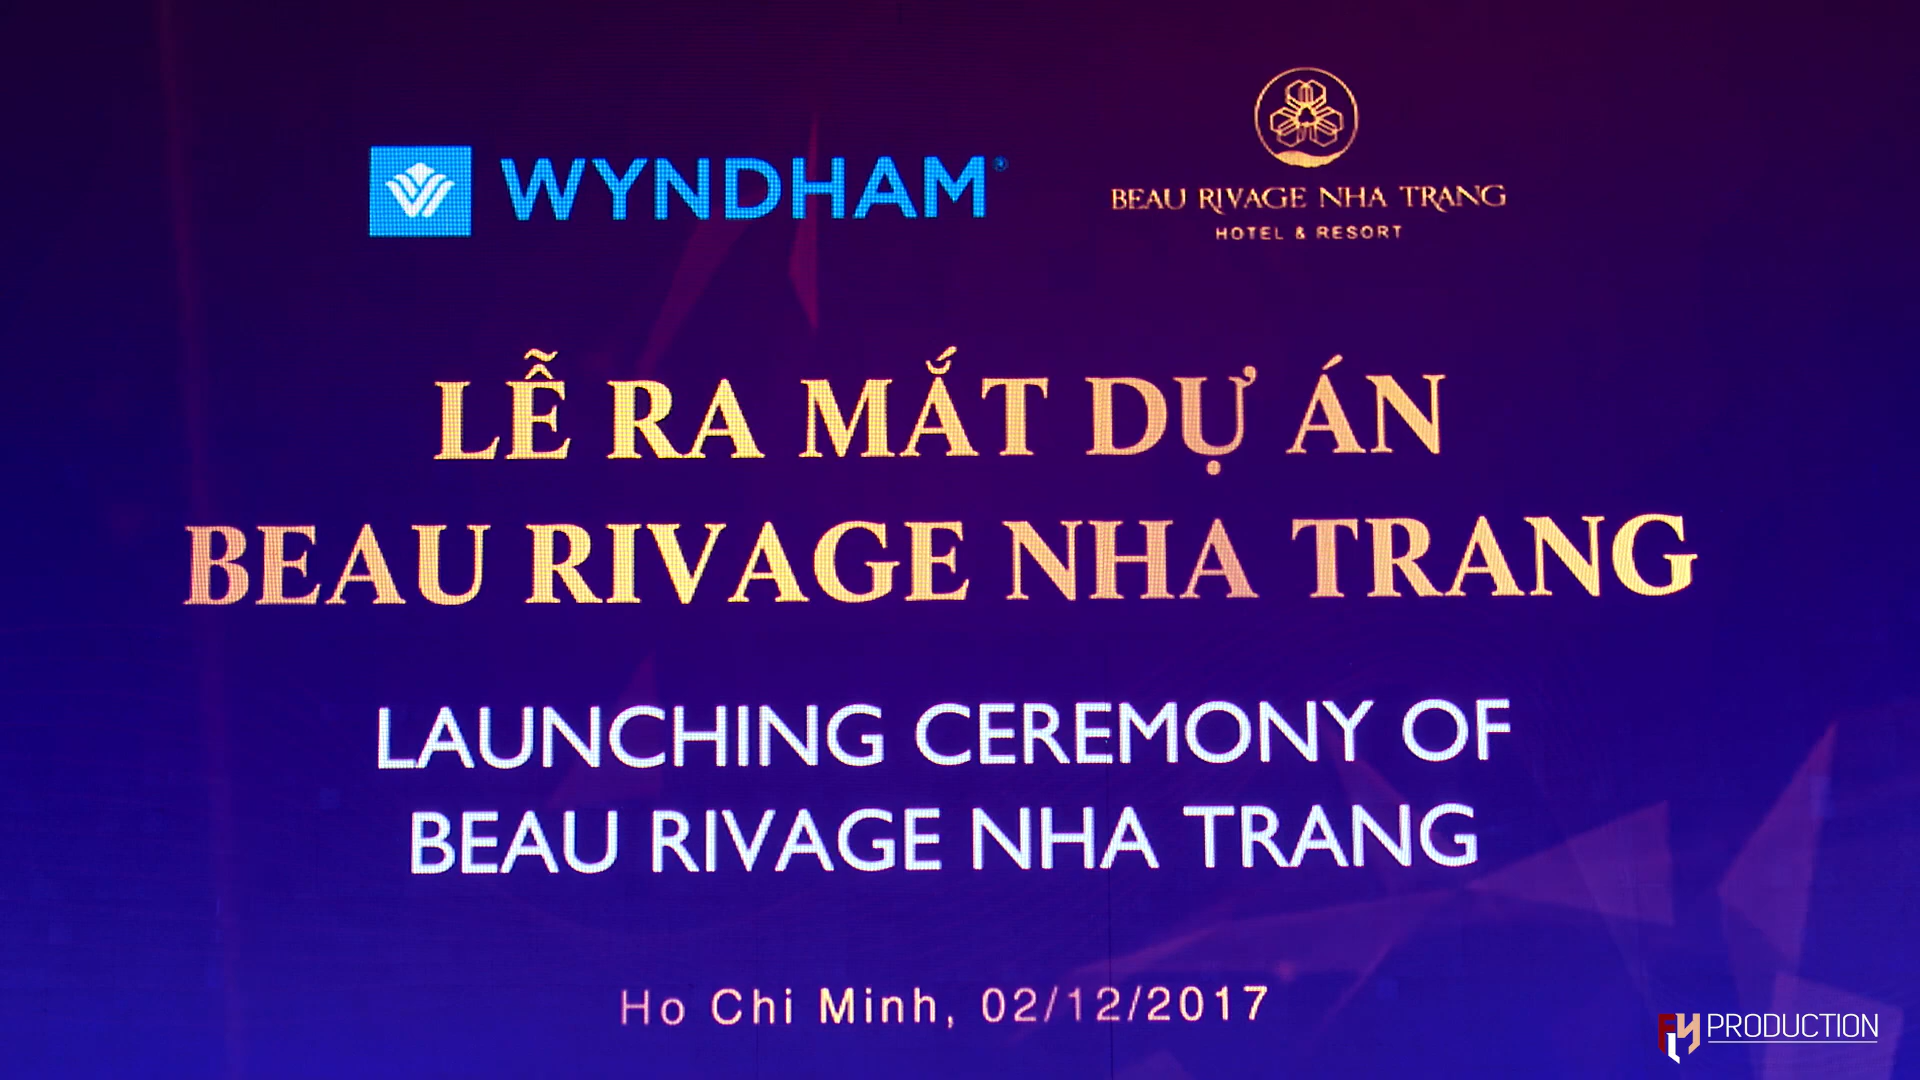 WYNDHAM®
BEAU RIVAGE NHA TRANG
HOTEL & RESORT
LỄ RA MẮT DỰ ÁN
BEAU RIVAGE NHA TRANG
LAUNCHING CEREMONY OF
BEAU RIVAGE NHA TRANG
Ho Chi Minh, 02/12/2017
PRODUCTION